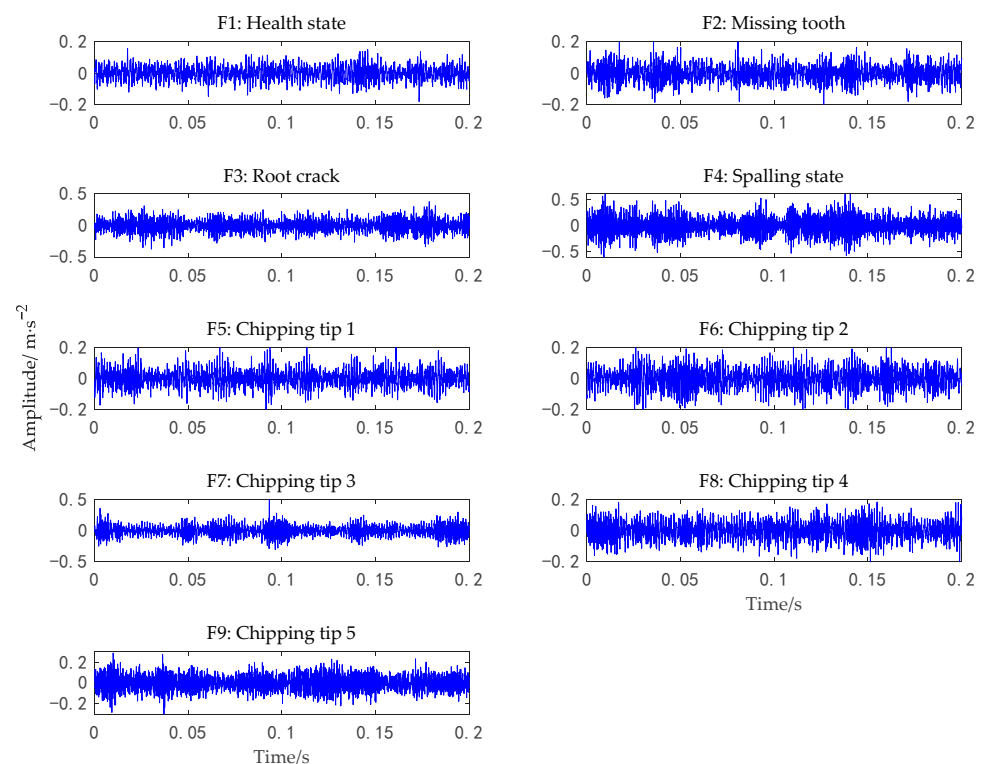 F1: Health state
0.2
0
−0.2
0 0.05 0.1 0.15 0.2
F2: Missing tooth
0.2
0
−0.2
0 0.05 0.1 0.15 0.2
F3: Root crack
0.5
0
−0.5
0 0.05 0.1 0.15 0.2
F4: Spalling state
0.5
0
−0.5
0 0.05 0.1 0.15 0.2
Amplitude/ m·s⁻²
F5: Chipping tip 1
0.2
0
−0.2
0 0.05 0.1 0.15 0.2
F6: Chipping tip 2
0.2
0
−0.2
0 0.05 0.1 0.15 0.2
F7: Chipping tip 3
0.5
0
−0.5
0 0.05 0.1 0.15 0.2
F8: Chipping tip 4
0.2
0
−0.2
0 0.05 0.1 0.15 0.2
Time/s
F9: Chipping tip 5
0.2
0
−0.2
0 0.05 0.1 0.15 0.2
Time/s